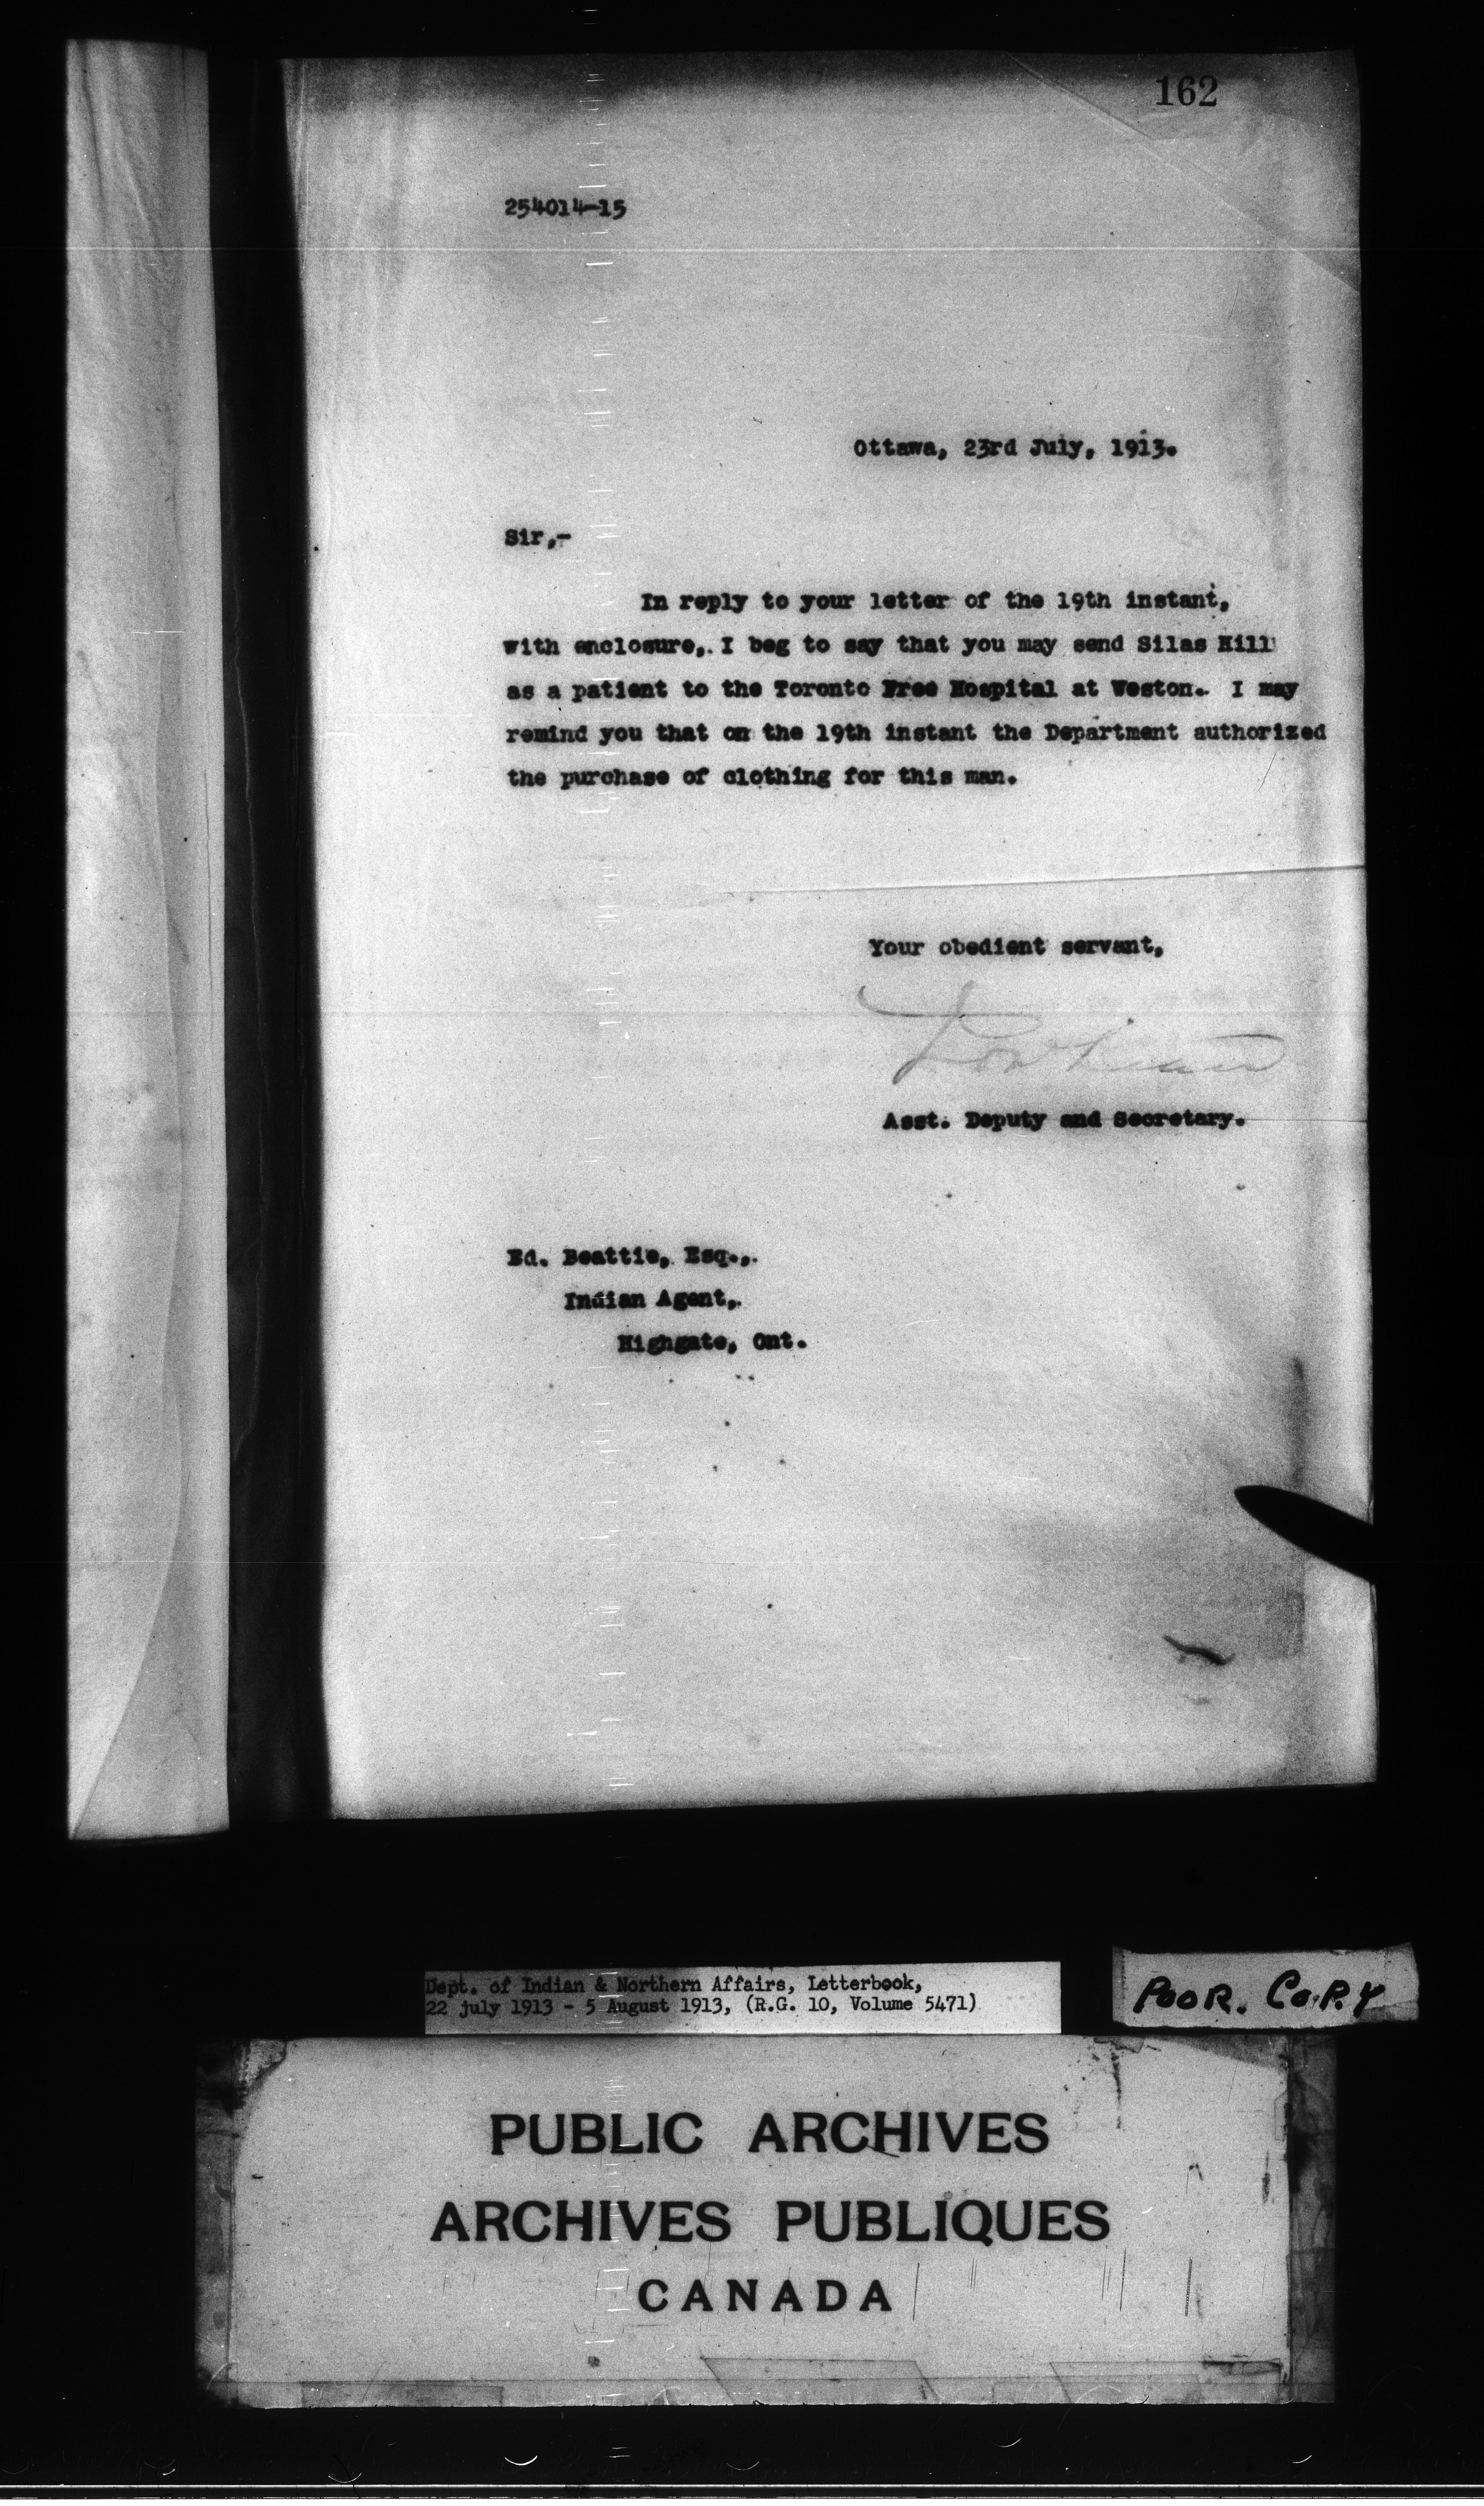 162
254014-15
Ottawa, 23rd July, 1913.
Sir,-
In reply to your letter of the 19th instant,
with enclosure, I beg to say that you may send Silas Hill
as a patient to the Toronto Free Hospital at Weston. I may
remind you that on the 19th instant the Department authorized
the purchase of clothing for this man.
Your obedient servant,
Asst. Deputy and Secretary.
Ed. Beattie, Esq.,
Indian Agent,
Highgate, Ont.
Dept. of Indian & Northern Affairs, Letterbook,
22 july 1913 - 5 August 1913, (R.G. 10, Volume 5471)
POOR. COPY
PUBLIC ARCHIVES
ARCHIVES PUBLIQUES
CANADA